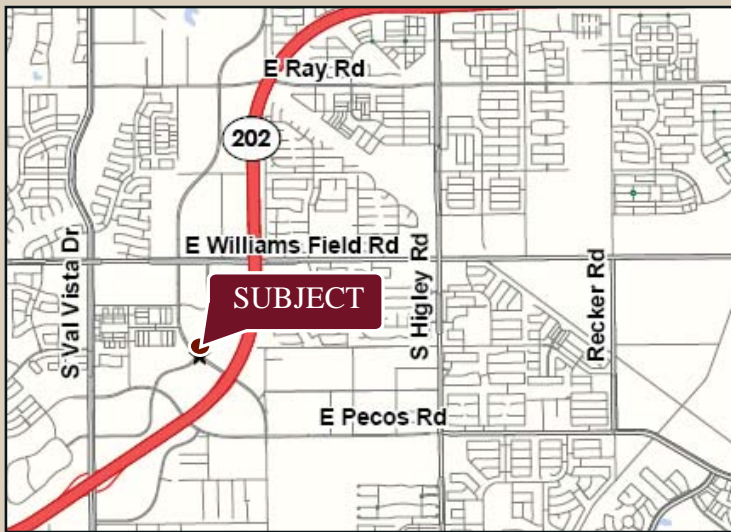 E Ray Rd
202
E Williams Field Rd
S Val Vista Dr
SUBJECT
S Higley Rd
Recker Rd
E Pecos Rd